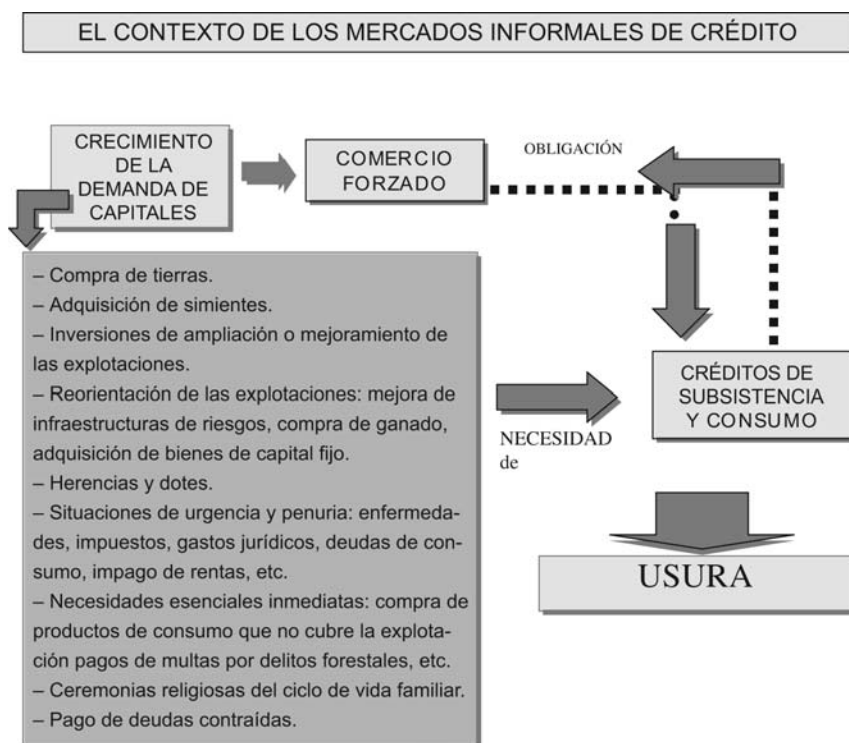 EL CONTEXTO DE LOS MERCADOS INFORMALES DE CRÉDITO
CRECIMIENTO
DE LA
DEMANDA DE
CAPITALES
COMERCIO
FORZADO
OBLIGACIÓN
– Compra de tierras.
– Adquisición de simientes.
– Inversiones de ampliación o mejoramiento de
las explotaciones.
– Reorientación de las explotaciones: mejora de
infraestructuras de riesgos, compra de ganado,
adquisición de bienes de capital fijo.
– Herencias y dotes.
– Situaciones de urgencia y penuria: enfermeda-
des, impuestos, gastos jurídicos, deudas de con-
sumo, impago de rentas, etc.
– Necesidades esenciales inmediatas: compra de
productos de consumo que no cubre la explota-
ción pagos de multas por delitos forestales, etc.
– Ceremonias religiosas del ciclo de vida familiar.
– Pago de deudas contraídas.
NECESIDAD
de
CRÉDITOS DE
SUBSISTENCIA
Y CONSUMO
USURA